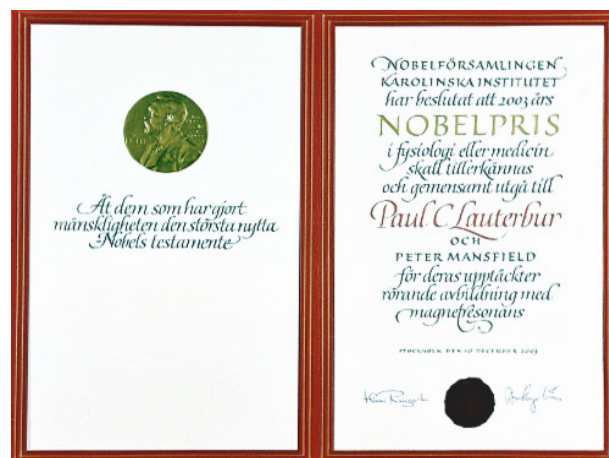 Åt dem som har gjort
mänskligheten den största nytta
Nobels testamente
NOBELFÖRSAMLINGEN
KAROLINSKA INSTITUTET
har beslutat att 2003 års
NOBELPRIS
i fysiologi eller medicin
skall tillerkännas
och gemensamt utgå till
Paul C Lauterbur
OCH
PETER MANSFIELD
för deras upptäckter
rörande avbildning med
magnetresonans
STOCKHOLM DEN 10 DECEMBER 2003